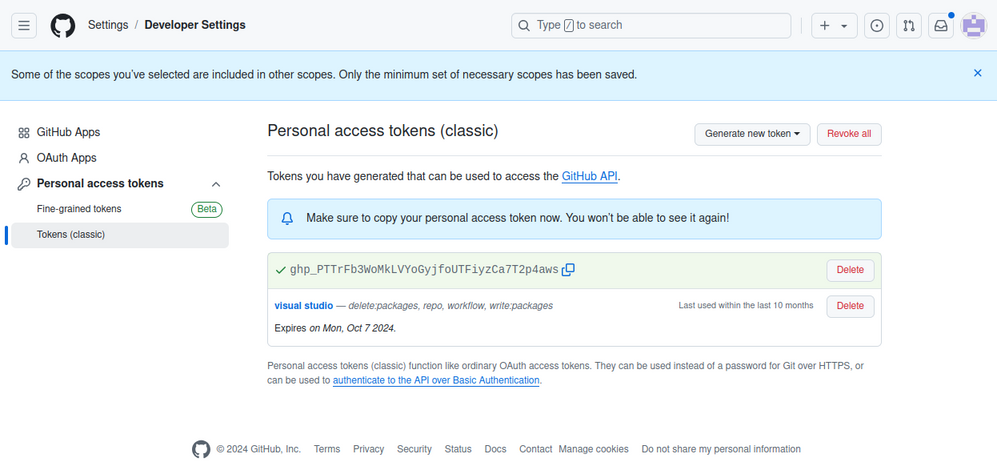 Settings / Developer Settings
Type / to search
Some of the scopes you've selected are included in other scopes. Only the minimum set of necessary scopes has been saved.
GitHub Apps
OAuth Apps
Personal access tokens
Fine-grained tokens Beta
Tokens (classic)
Personal access tokens (classic)
Generate new token
Revoke all
Tokens you have generated that can be used to access the GitHub API.
Make sure to copy your personal access token now. You won't be able to see it again!
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 Delete
visual studio — delete:packages, repo, workflow, write:packages Last used within the last 10 months Delete
Expires on Mon, Oct 7 2024.
Personal access tokens (classic) function like ordinary OAuth access tokens. They can be used instead of a password for Git over HTTPS, or
can be used to authenticate to the API over Basic Authentication.
© 2024 GitHub, Inc. Terms Privacy Security Status Docs Contact Manage cookies Do not share my personal information